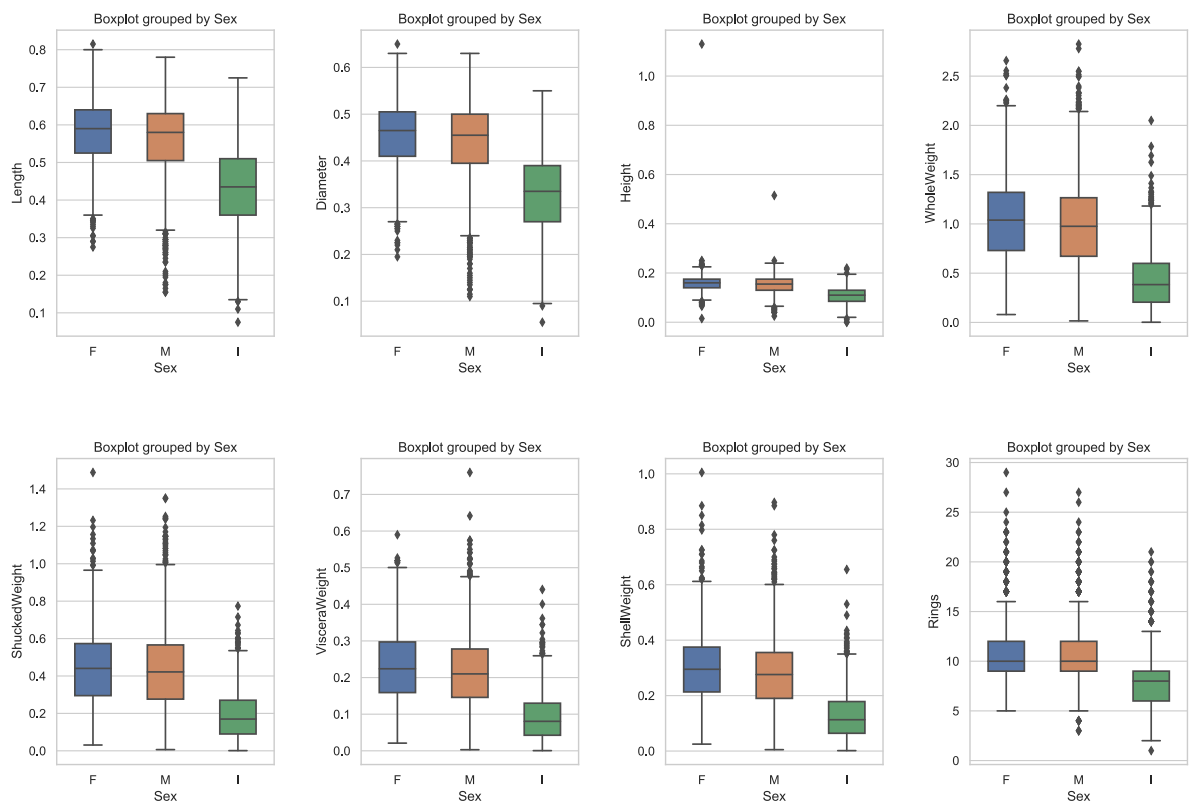 Boxplot grouped by Sex
0.8
0.7
0.6
0.5
0.4
0.3
0.2
0.1
Length
F M I
Sex
Boxplot grouped by Sex
0.6
0.5
0.4
0.3
0.2
0.1
Diameter
F M I
Sex
Boxplot grouped by Sex
1.0
0.8
0.6
0.4
0.2
0.0
Height
F M I
Sex
Boxplot grouped by Sex
2.5
2.0
1.5
1.0
0.5
0.0
WholeWeight
F M I
Sex
Boxplot grouped by Sex
1.4
1.2
1.0
0.8
0.6
0.4
0.2
0.0
ShuckedWeight
F M I
Sex
Boxplot grouped by Sex
0.7
0.6
0.5
0.4
0.3
0.2
0.1
0.0
VisceraWeight
F M I
Sex
Boxplot grouped by Sex
1.0
0.8
0.6
0.4
0.2
0.0
ShellWeight
F M I
Sex
Boxplot grouped by Sex
30
25
20
15
10
5
0
Rings
F M I
Sex